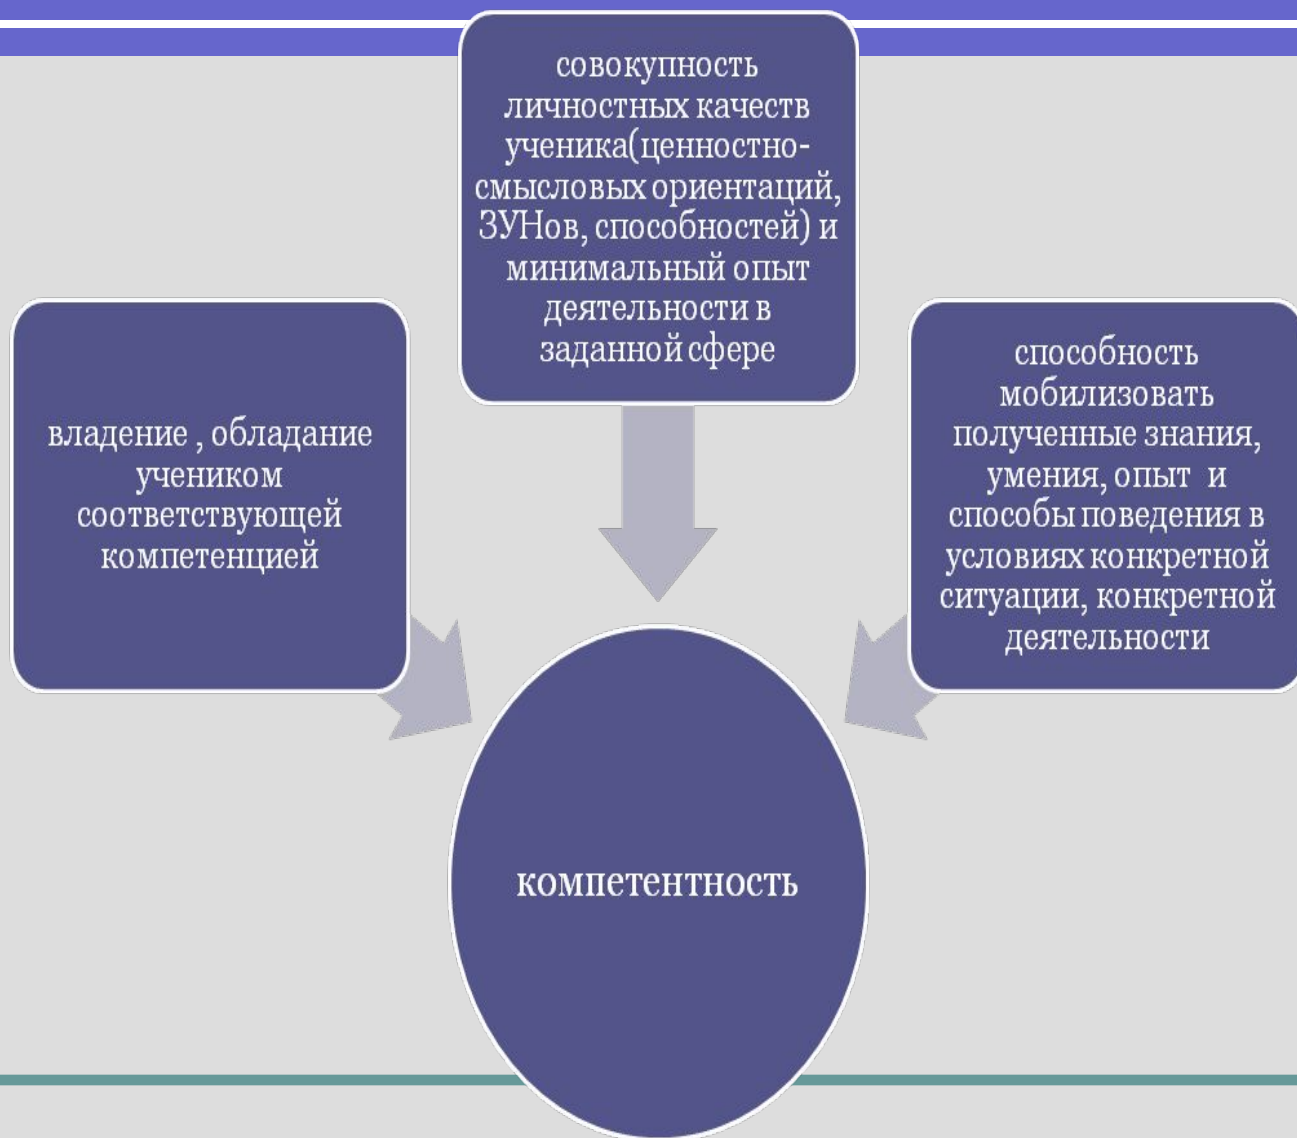 совокупность
личностных качеств
ученика(ценностно-
смысловых ориентаций,
ЗУНов, способностей) и
минимальный опыт
деятельности в
заданной сфере
владение , обладание
учеником
соответствующей
компетенцией
способность
мобилизовать
полученные знания,
умения, опыт и
способы поведения в
условиях конкретной
ситуации, конкретной
деятельности
компетентность